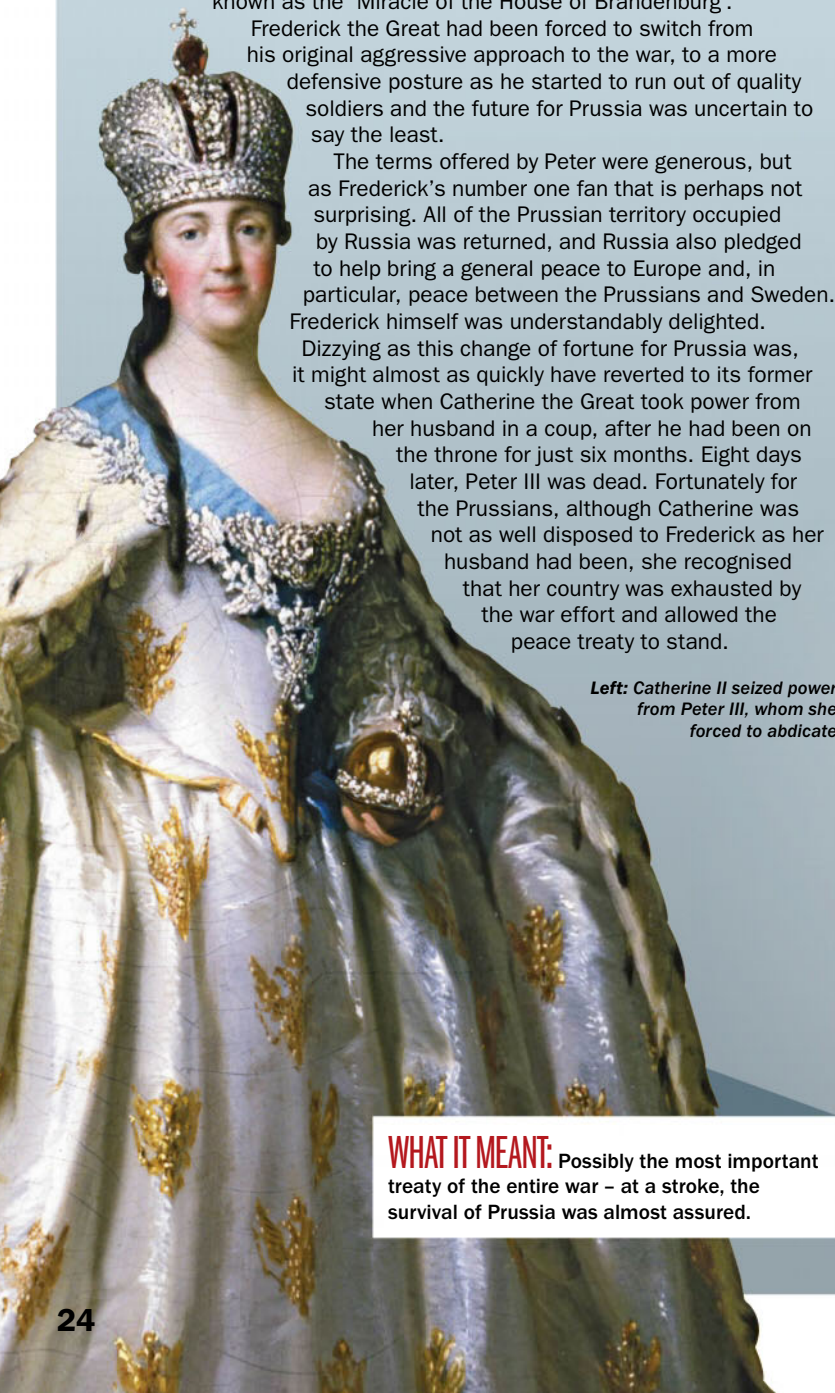 known as the 'Miracle of the House of Brandenburg'.
Frederick the Great had been forced to switch from
his original aggressive approach to the war, to a more
defensive posture as he started to run out of quality
soldiers and the future for Prussia was uncertain to
say the least.
The terms offered by Peter were generous, but
as Frederick's number one fan that is perhaps not
surprising. All of the Prussian territory occupied
by Russia was returned, and Russia also pledged
to help bring a general peace to Europe and, in
particular, peace between the Prussians and Sweden.
Frederick himself was understandably delighted.
Dizzying as this change of fortune for Prussia was,
it might almost as quickly have reverted to its former
state when Catherine the Great took power from
her husband in a coup, after he had been on
the throne for just six months. Eight days
later, Peter III was dead. Fortunately for
the Prussians, although Catherine was
not as well disposed to Frederick as her
husband had been, she recognised
that her country was exhausted by
the war effort and allowed the
peace treaty to stand.
Left: Catherine II seized power
from Peter III, whom she
forced to abdicate
WHAT IT MEANT: Possibly the most important
treaty of the entire war – at a stroke, the
survival of Prussia was almost assured.
24